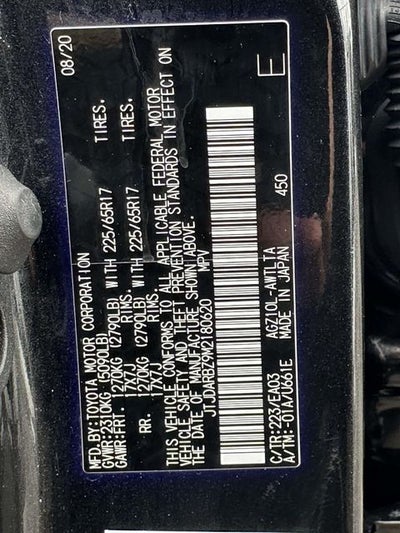 MFD.BY:TOYOTA MOTOR CORPORATION 08/20
GVWR:2310KG (5090LB)
GAWR:FRT. 1270KG (2790LB) WITH 225/65R17 TIRES.
17X7J RIMS
RR. 1270KG (2790LB) WITH 225/65R17 TIRES.
17X7J RIMS
THIS VEHICLE CONFORMS TO ALL APPLICABLE FEDERAL MOTOR
VEHICLE SAFETY AND THEFT PREVENTION STANDARDS IN EFFECT ON
THE DATE OF MANUFACTURE SHOWN ABOVE.
JTJDARBZ9M2180620 MPV
C/TR:223/EA03 AGZ10L-AWTLTA
A/TM:-01A/U661E MADE IN JAPAN 450 E